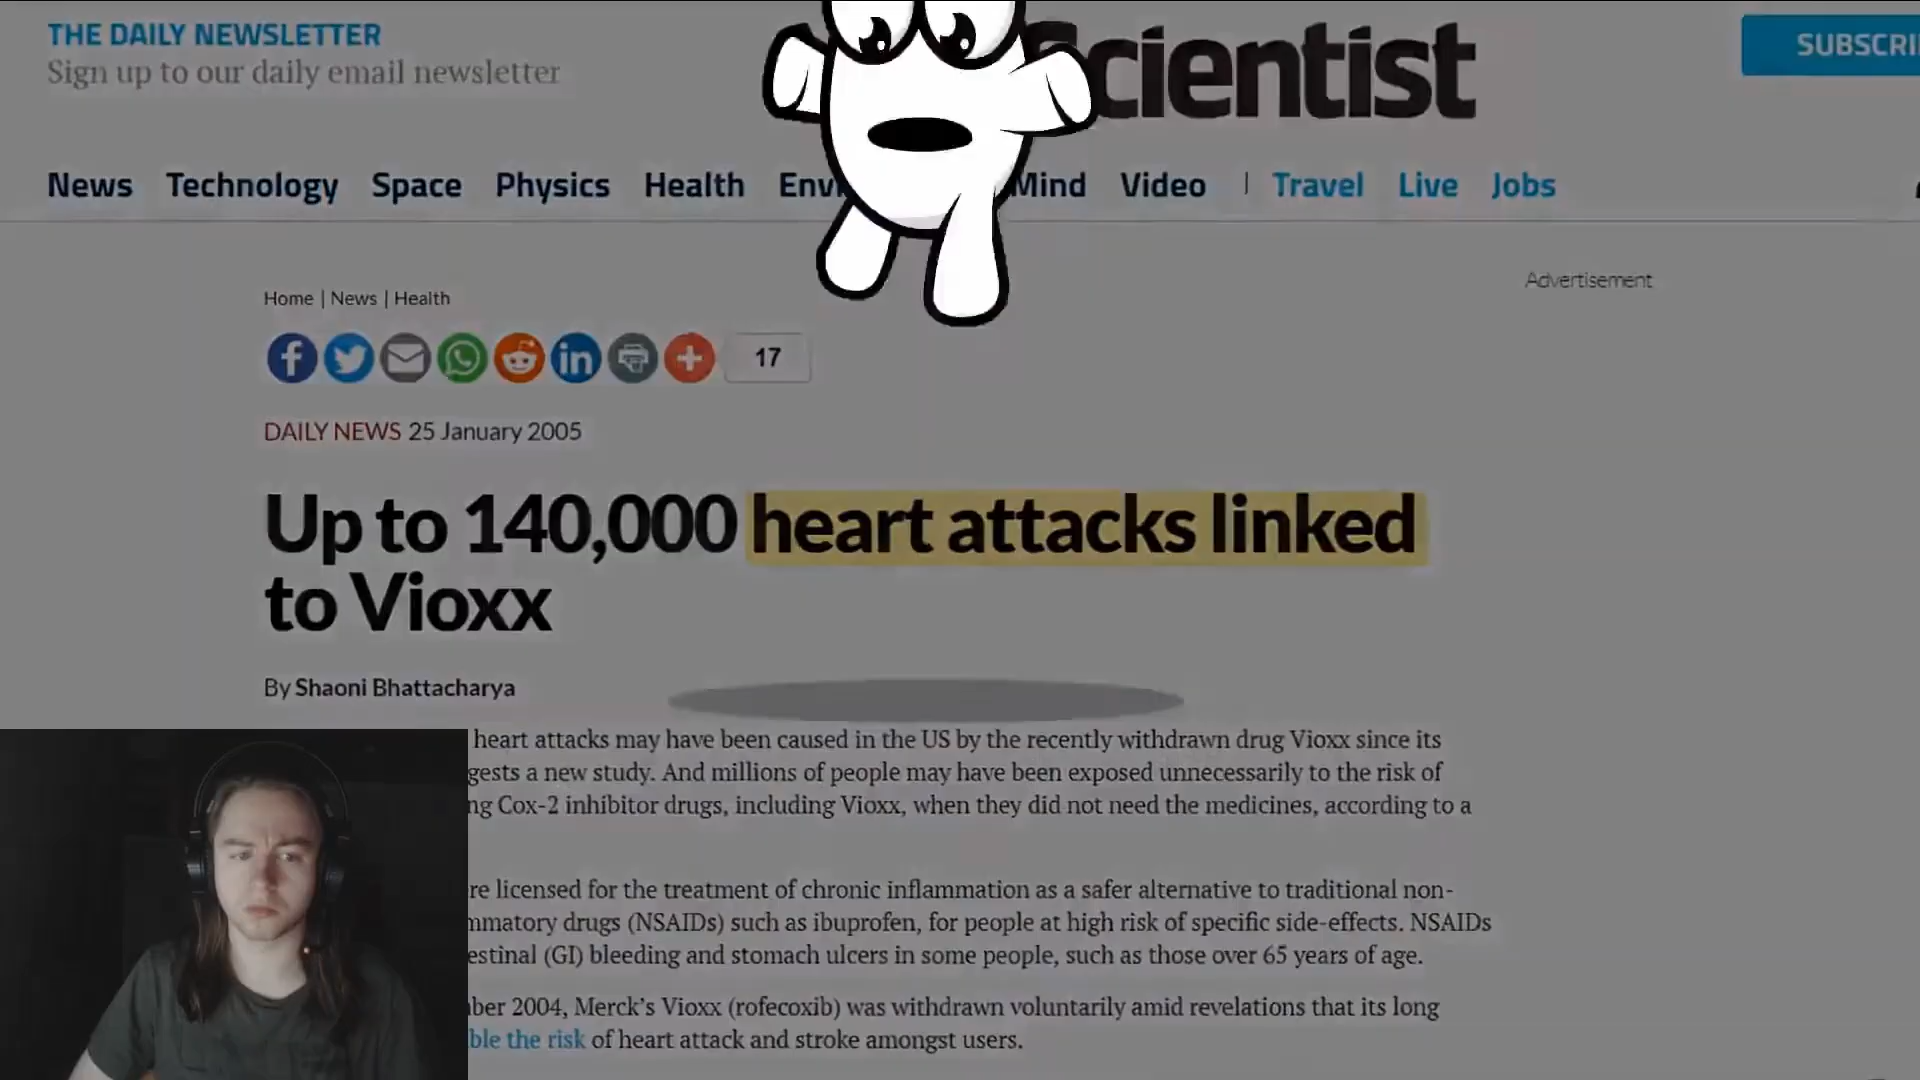 THE DAILY NEWSLETTER
Sign up to our daily email newsletter
Scientist
SUBSCRI
News Technology Space Physics Health Envi Mind Video | Travel Live Jobs
Advertisement
Home | News | Health
17
DAILY NEWS 25 January 2005
Up to 140,000 heart attacks linked
to Vioxx
By Shaoni Bhattacharya
heart attacks may have been caused in the US by the recently withdrawn drug Vioxx since its
gests a new study. And millions of people may have been exposed unnecessarily to the risk of
ng Cox-2 inhibitor drugs, including Vioxx, when they did not need the medicines, according to a
re licensed for the treatment of chronic inflammation as a safer alternative to traditional non-
mmatory drugs (NSAIDs) such as ibuprofen, for people at high risk of specific side-effects. NSAIDs
estinal (GI) bleeding and stomach ulcers in some people, such as those over 65 years of age.
ber 2004, Merck's Vioxx (rofecoxib) was withdrawn voluntarily amid revelations that its long
ble the risk of heart attack and stroke amongst users.